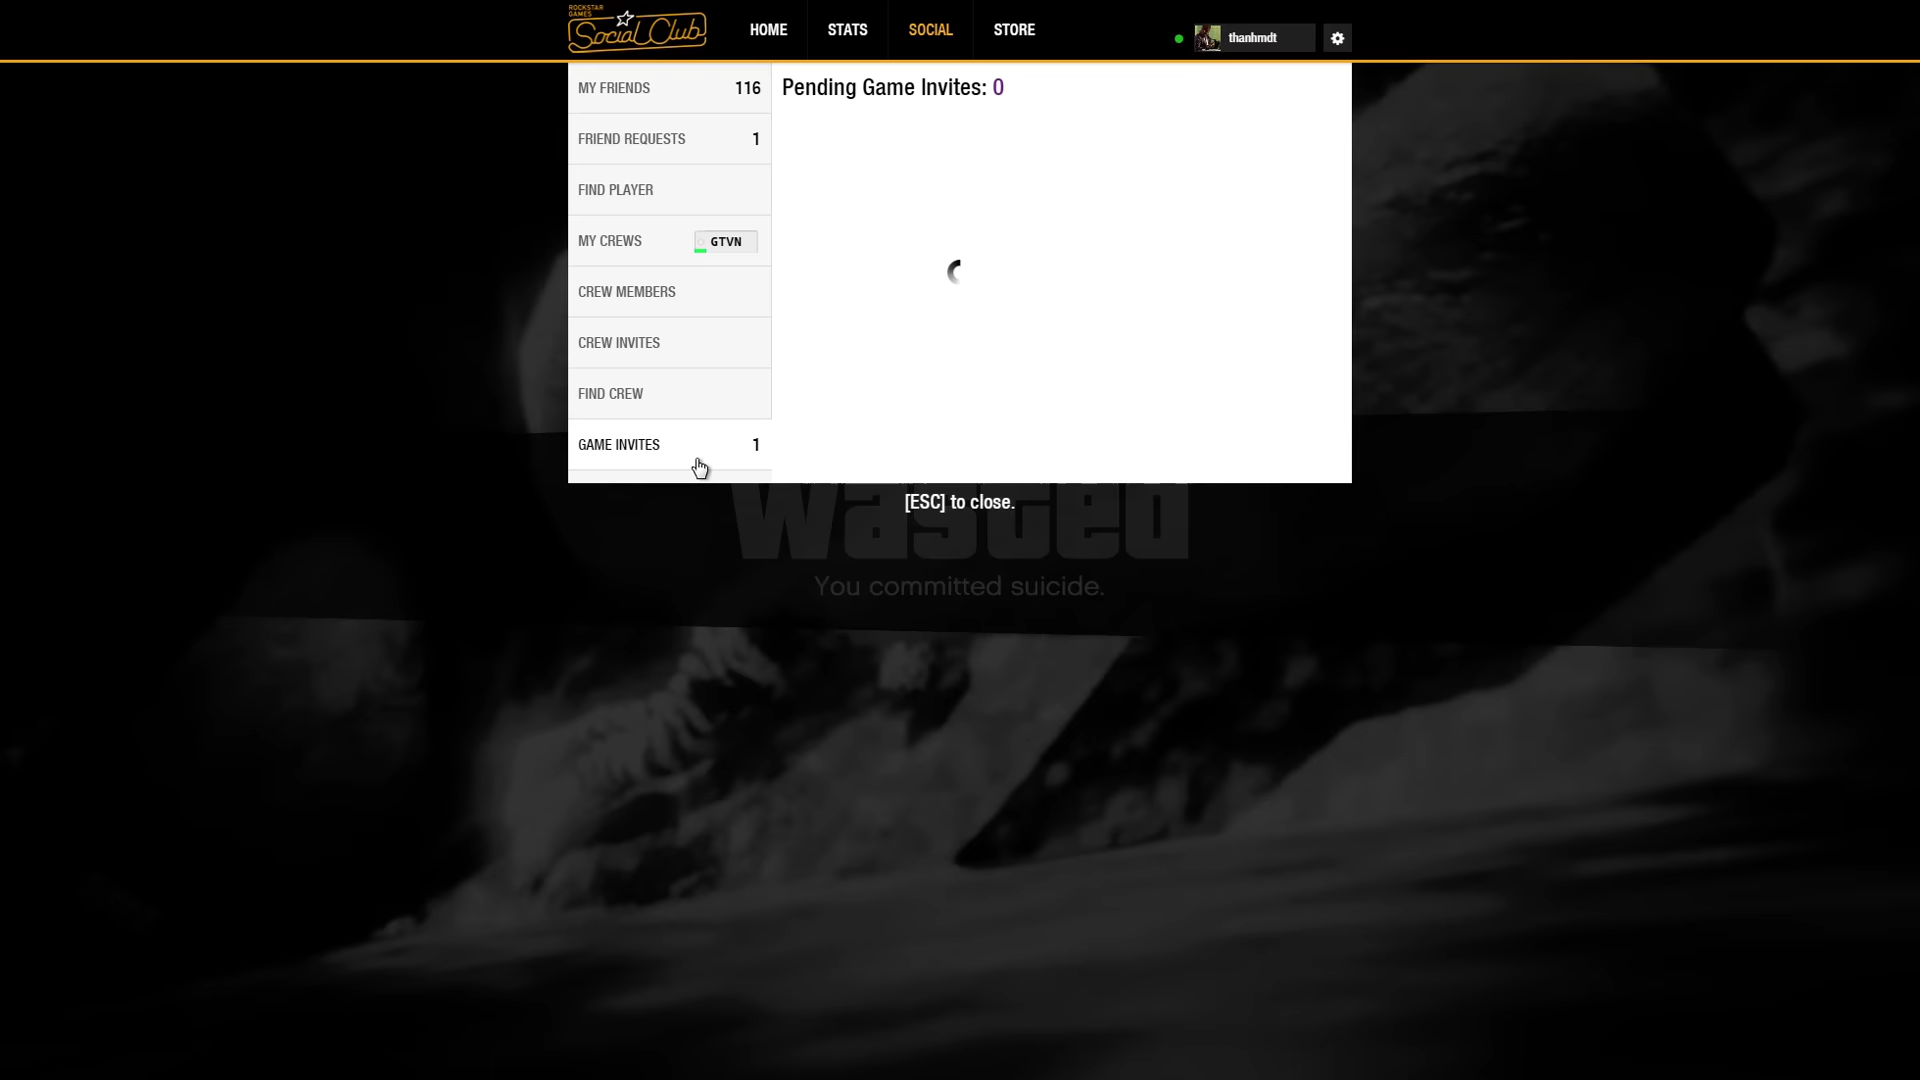 ROCKSTAR
GAMES
Social Club
HOME
STATS
SOCIAL
STORE
thanhmdt
MY FRIENDS 116
FRIEND REQUESTS 1
FIND PLAYER
MY CREWS GTVN
CREW MEMBERS
CREW INVITES
FIND CREW
GAME INVITES 1
Pending Game Invites: 0
[ESC] to close.
wasted
You committed suicide.